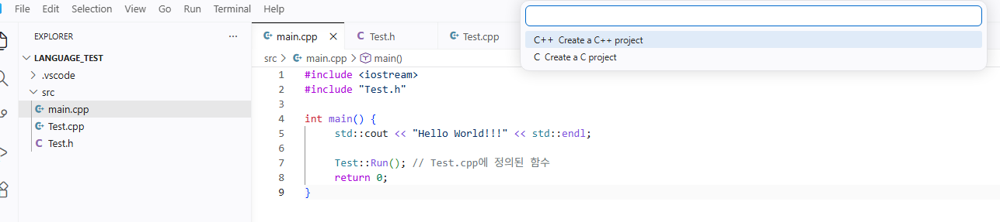 File Edit Selection View Go Run Terminal Help
C++ Create a C++ project
C Create a C project
EXPLORER
LANGUAGE_TEST
.vscode
src
main.cpp
Test.cpp
Test.h
main.cpp Test.h Test.cpp
src > main.cpp > main()
1 #include <iostream>
2 #include "Test.h"
3
4 int main() {
5 std::cout << "Hello World!!!" << std::endl;
6
7 Test::Run(); // Test.cpp에 정의된 함수
8 return 0;
9 }